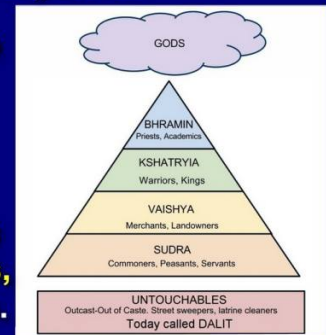 GODS
BHRAMIN
Priests, Academics
KSHATRYIA
Warriors, Kings
VAISHYA
Merchants, Landowners
SUDRA
Commoners, Peasants, Servants
UNTOUCHABLES
Outcast-Out of Caste. Street sweepers, latrine cleaners
Today called DALIT